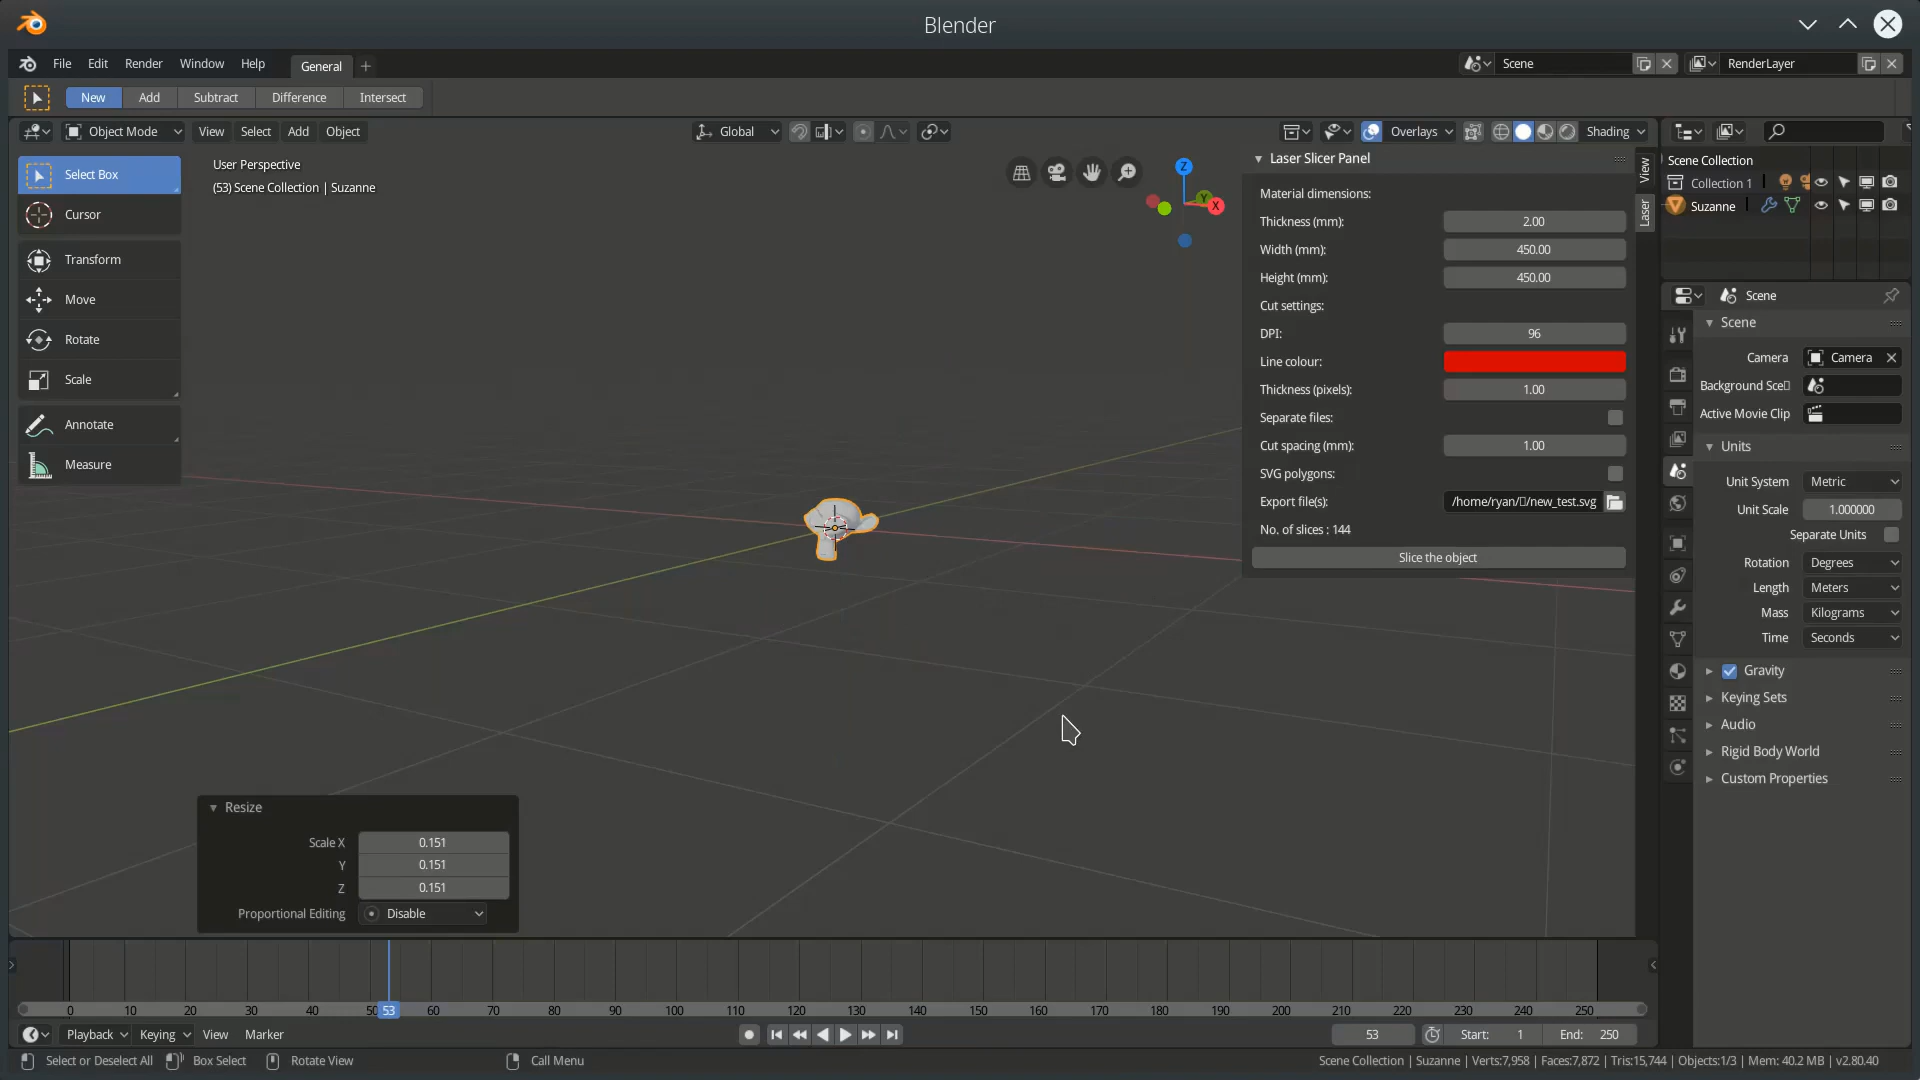 Blender
File Edit Render Window Help General +
Scene RenderLayer
New Add Subtract Difference Intersect
Object Mode View Select Add Object Global Overlays Shading
User Perspective
(53) Scene Collection | Suzanne
Select Box
Cursor
Transform
Move
Rotate
Scale
Annotate
Measure
Z
Y
X
Laser Slicer Panel
Material dimensions:
Thickness (mm): 2.00
Width (mm): 450.00
Height (mm): 450.00
Cut settings:
DPI: 96
Line colour:
Thickness (pixels): 1.00
Separate files:
Cut spacing (mm): 1.00
SVG polygons:
Export file(s): /home/ryan/▯/new_test.svg
No. of slices : 144
Slice the object
View
Laser
Scene Collection
Collection 1
Suzanne
Scene
Scene
Camera Camera
Background Sce▯
Active Movie Clip
Units
Unit System Metric
Unit Scale 1.000000
Separate Units
Rotation Degrees
Length Meters
Mass Kilograms
Time Seconds
Gravity
Keying Sets
Audio
Rigid Body World
Custom Properties
Resize
Scale X 0.151
Y 0.151
Z 0.151
Proportional Editing Disable
0 10 20 30 40 50 53 60 70 80 90 100 110 120 130 140 150 160 170 180 190 200 210 220 230 240 250
Playback Keying View Marker 53 Start: 1 End: 250
Select or Deselect All Box Select Rotate View Call Menu Scene Collection | Suzanne | Verts:7,958 | Faces:7,872 | Tris:15,744 | Objects:1/3 | Mem: 40.2 MB | v2.80.40